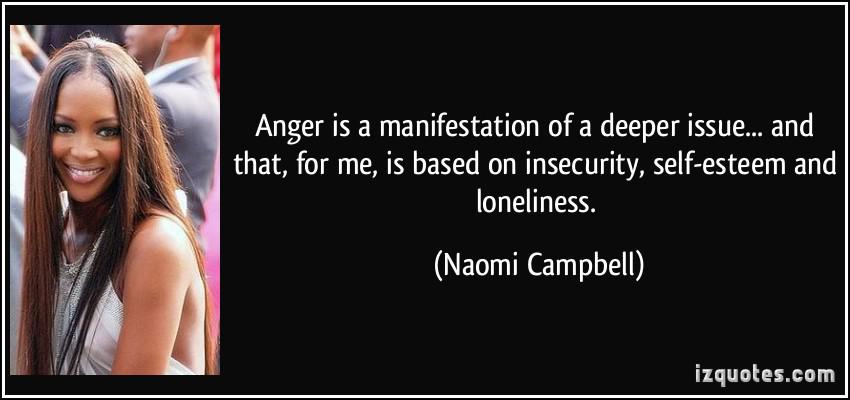 Anger is a manifestation of a deeper issue... and
that, for me, is based on insecurity, self-esteem and
loneliness.
(Naomi Campbell)
izquotes.com